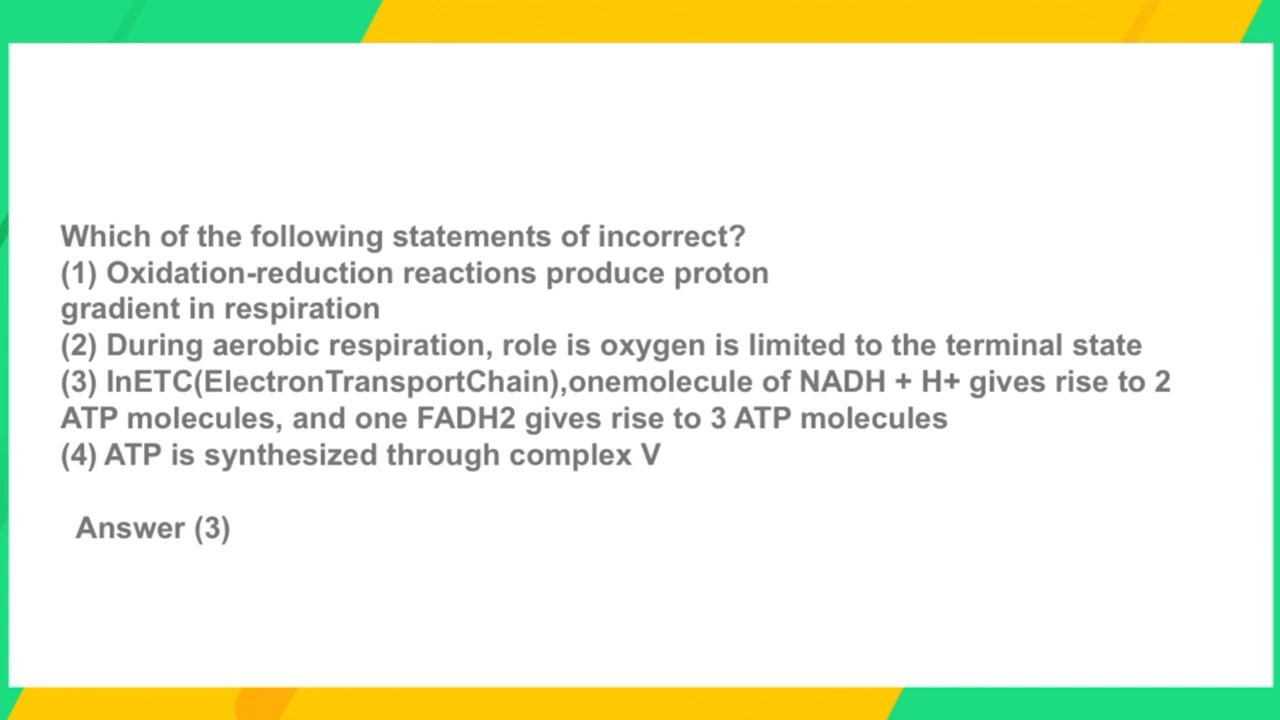 Which of the following statements of incorrect?
(1) Oxidation-reduction reactions produce proton
gradient in respiration
(2) During aerobic respiration, role is oxygen is limited to the terminal state
(3) InETC(ElectronTransportChain),onemolecule of NADH + H+ gives rise to 2
ATP molecules, and one FADH2 gives rise to 3 ATP molecules
(4) ATP is synthesized through complex V
Answer (3)